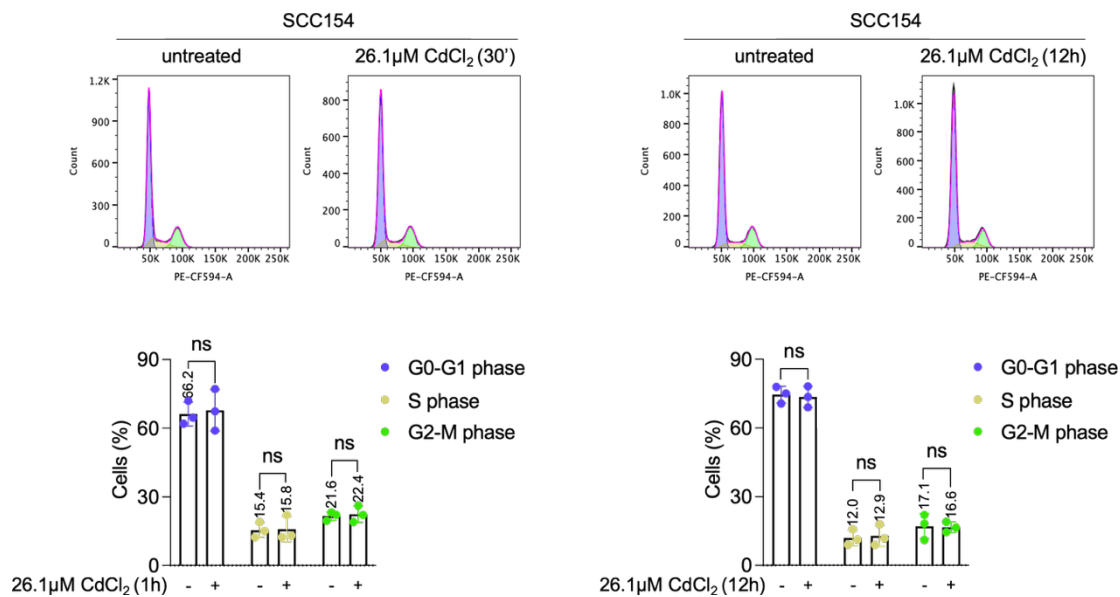 SCC154
untreated
26.1μM CdCl₂ (30')
1.2K
900
600
300
0
Count
50K 100K 150K 200K 250K
PE-CF594-A
800
600
400
200
0
Count
50K 100K 150K 200K 250K
PE-CF594-A
SCC154
untreated
26.1μM CdCl₂ (12h)
1.0K
800
600
400
200
0
Count
50K 100K 150K 200K 250K
PE-CF594-A
1.0K
800
600
400
200
0
Count
50K 100K 150K 200K 250K
PE-CF594-A
90
60
30
0
Cells (%)
ns
66.2
ns
15.4
15.8
ns
21.6
22.4
G0-G1 phase
S phase
G2-M phase
26.1μM CdCl₂ (1h) - + - + - +
90
60
30
0
Cells (%)
ns
ns
12.0
12.9
ns
17.1
16.6
G0-G1 phase
S phase
G2-M phase
26.1μM CdCl₂ (12h) - + - + - +